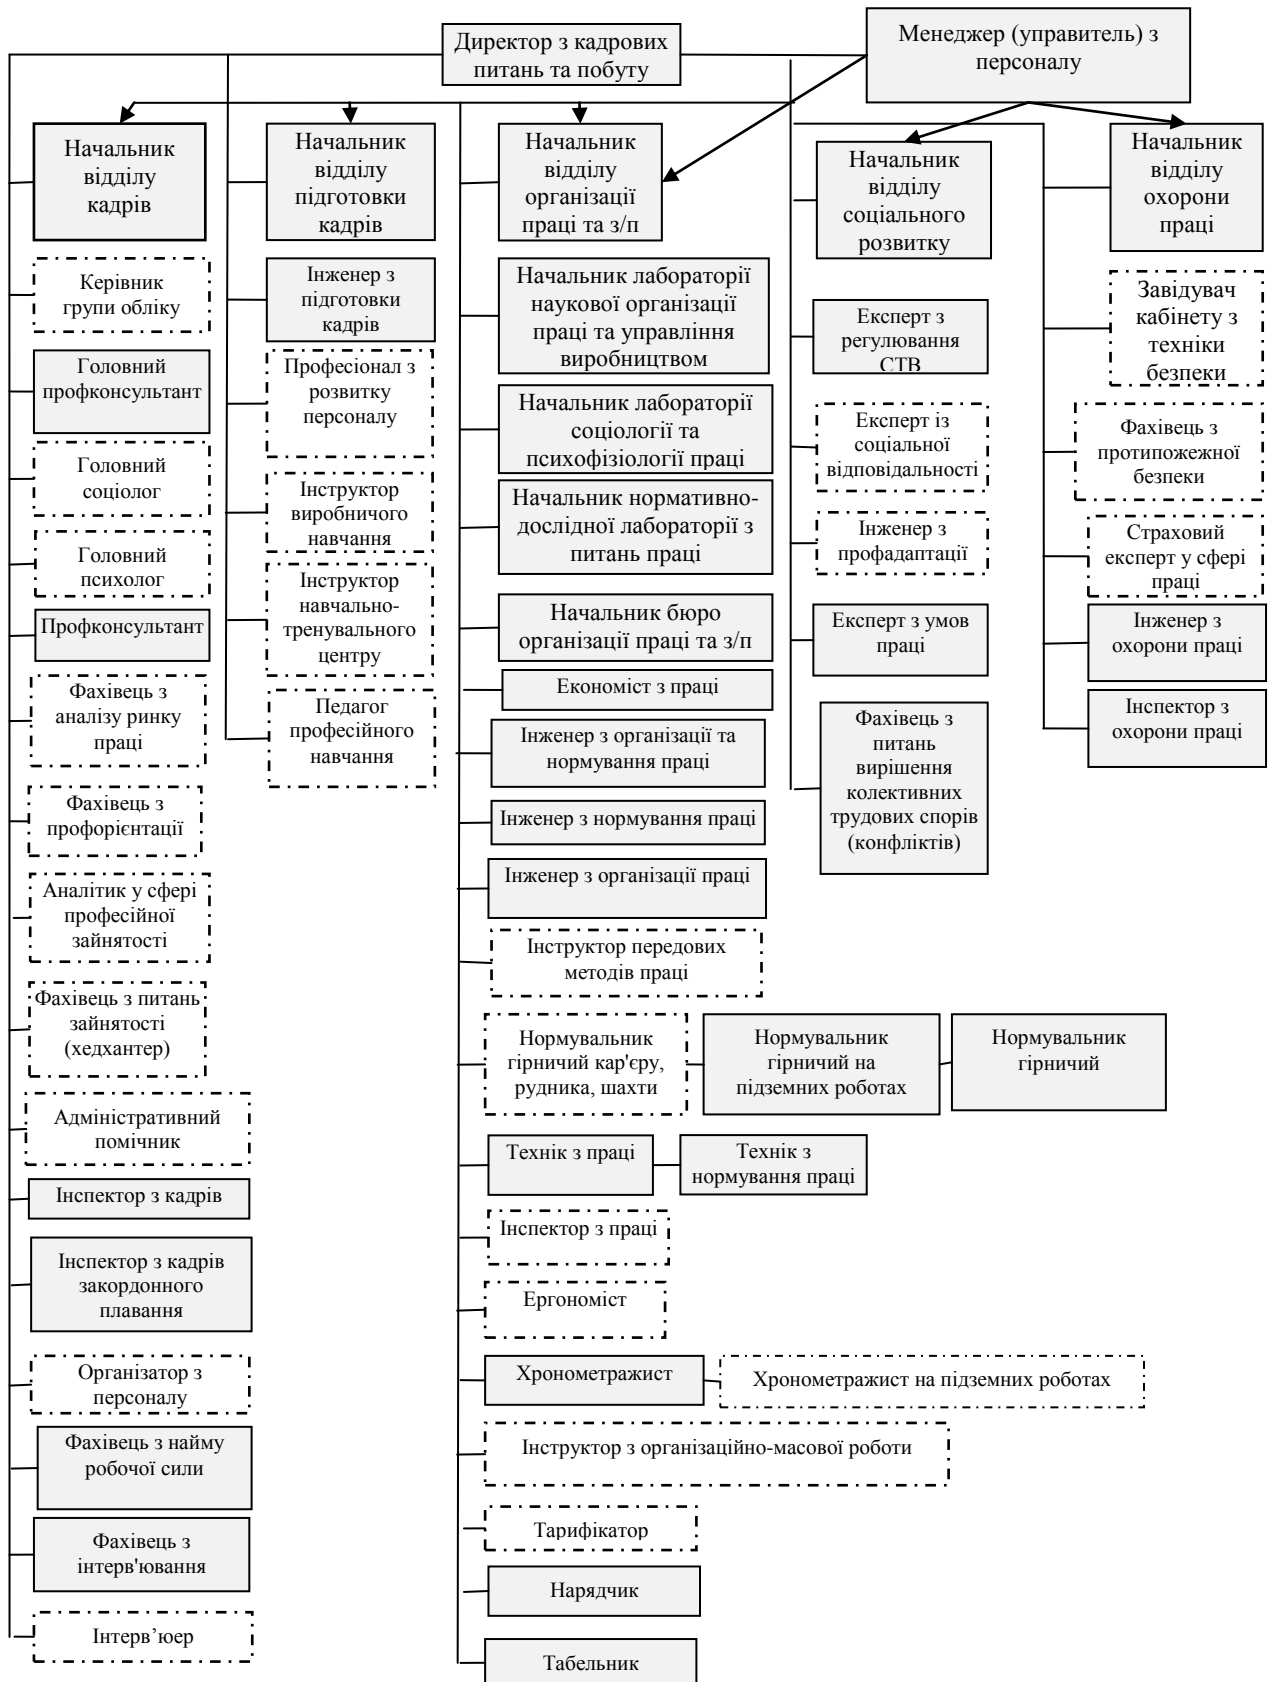 Директор з кадрових
питань та побуту
Менеджер (управитель) з
персоналу
Начальник
відділу
кадрів
Начальник
відділу
підготовки
кадрів
Начальник
відділу
організації
праці та з/п
Начальник
відділу
соціального
розвитку
Начальник
відділу
охорони
праці
Керівник
групи обліку
Головний
профконсультант
Головний
соціолог
Головний
психолог
Профконсультант
Фахівець з
аналізу ринку
праці
Фахівець з
профорієнтації
Аналітик у сфері
професійної
зайнятості
Фахівець з питань
зайнятості
(хедхантер)
Адміністративний
помічник
Інспектор з кадрів
Інспектор з кадрів
закордонного
плавання
Організатор з
персоналу
Фахівець з найму
робочої сили
Фахівець з
інтерв'ювання
Інтерв’юер
Інженер з
підготовки
кадрів
Професіонал з
розвитку
персоналу
Інструктор
виробничого
навчання
Інструктор
навчально-
тренувального
центру
Педагог
професійного
навчання
Начальник лабораторії
наукової організації
праці та управління
виробництвом
Начальник лабораторії
соціології та
психофізіології праці
Начальник нормативно-
дослідної лабораторії з
питань праці
Начальник бюро
організації праці та з/п
Економіст з праці
Інженер з організації та
нормування праці
Інженер з нормування праці
Інженер з організації праці
Інструктор передових
методів праці
Нормувальник
гірничий кар'єру,
рудника, шахти
Нормувальник
гірничий на
підземних роботах
Нормувальник
гірничий
Технік з праці
Технік з
нормування праці
Інспектор з праці
Ергономіст
Хронометражист
Хронометражист на підземних роботах
Інструктор з організаційно-масової роботи
Тарифікатор
Нарядчик
Табельник
Експерт з
регулювання
СТВ
Експерт із
соціальної
відповідальності
Інженер з
профадаптації
Експерт з умов
праці
Фахівець з
питань
вирішення
колективних
трудових спорів
(конфліктів)
Завідувач
кабінету з
техніки
безпеки
Фахівець з
протипожежної
безпеки
Страховий
експерт у сфері
праці
Інженер з
охорони праці
Інспектор з
охорони праці